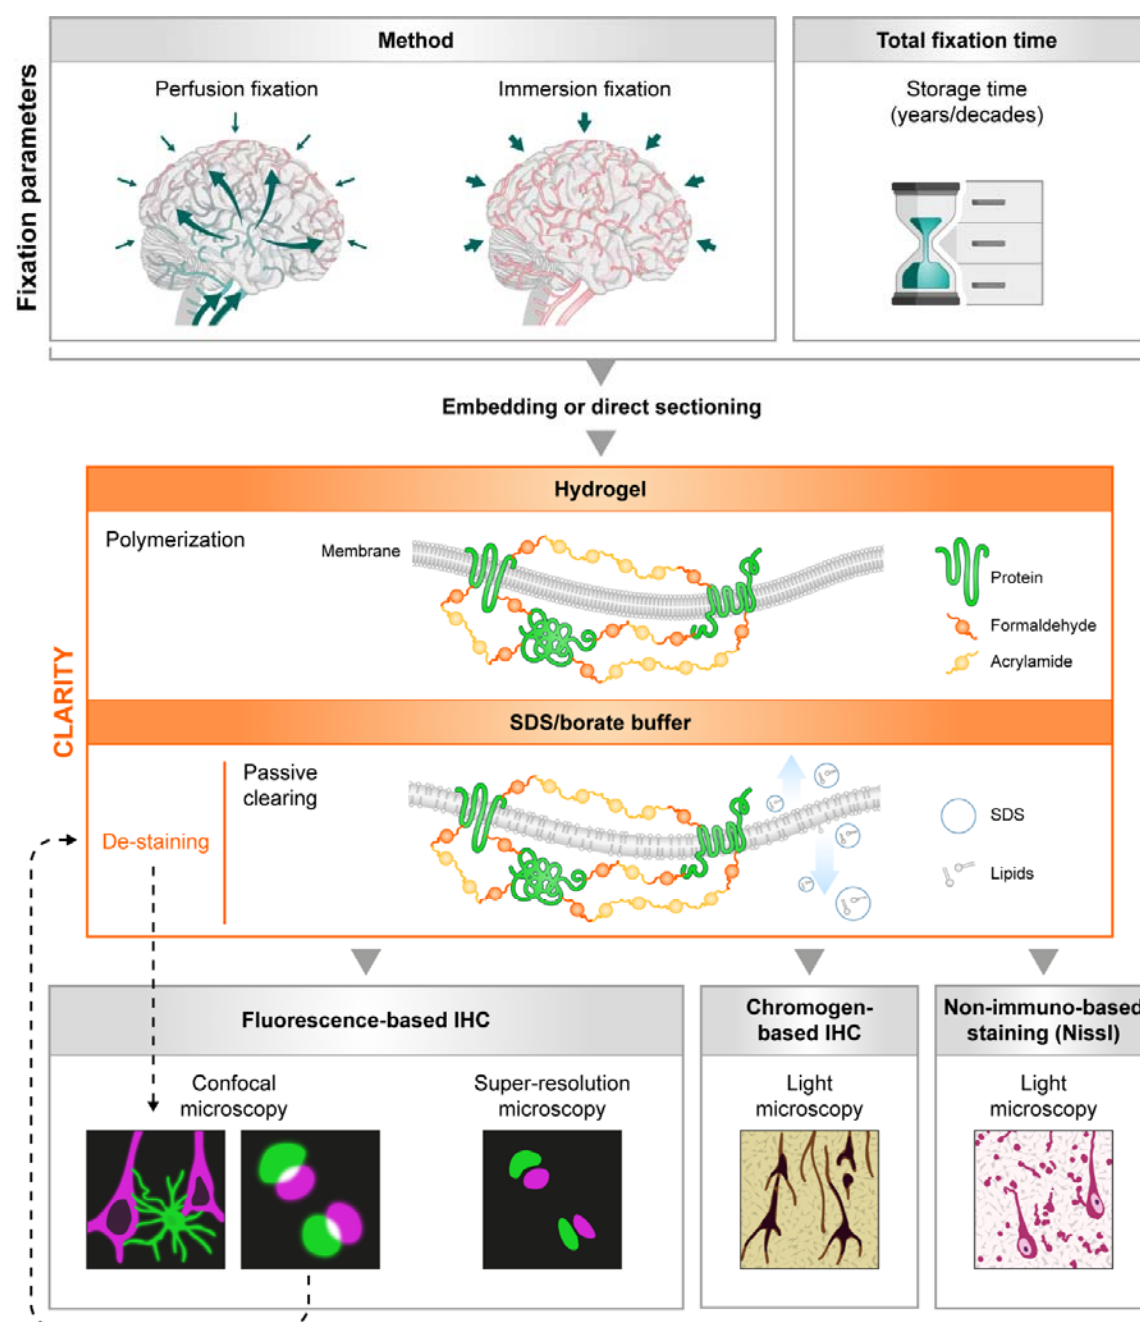 Fixation parameters
Method
Perfusion fixation
Immersion fixation
Total fixation time
Storage time
(years/decades)
Embedding or direct sectioning
CLARITY
Hydrogel
Polymerization
Membrane
Protein
Formaldehyde
Acrylamide
SDS/borate buffer
De-staining
Passive
clearing
SDS
Lipids
Fluorescence-based IHC
Confocal
microscopy
Super-resolution
microscopy
Chromogen-
based IHC
Light
microscopy
Non-immuno-based
staining (Nissl)
Light
microscopy